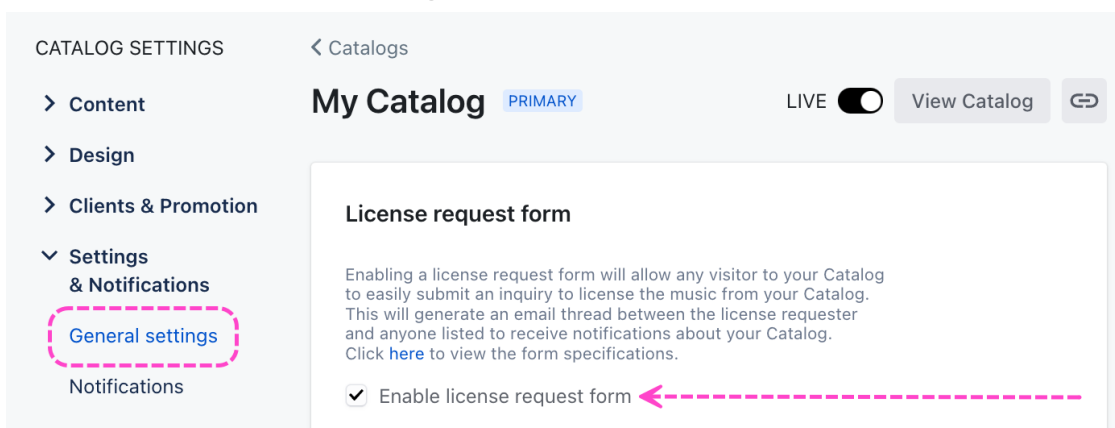 CATALOG SETTINGS
Content
Design
Clients & Promotion
Settings
& Notifications
General settings
Notifications
Catalogs
My Catalog PRIMARY LIVE View Catalog
License request form
Enabling a license request form will allow any visitor to your Catalog
to easily submit an inquiry to license the music from your Catalog.
This will generate an email thread between the license requester
and anyone listed to receive notifications about your Catalog.
Click here to view the form specifications.
Enable license request form